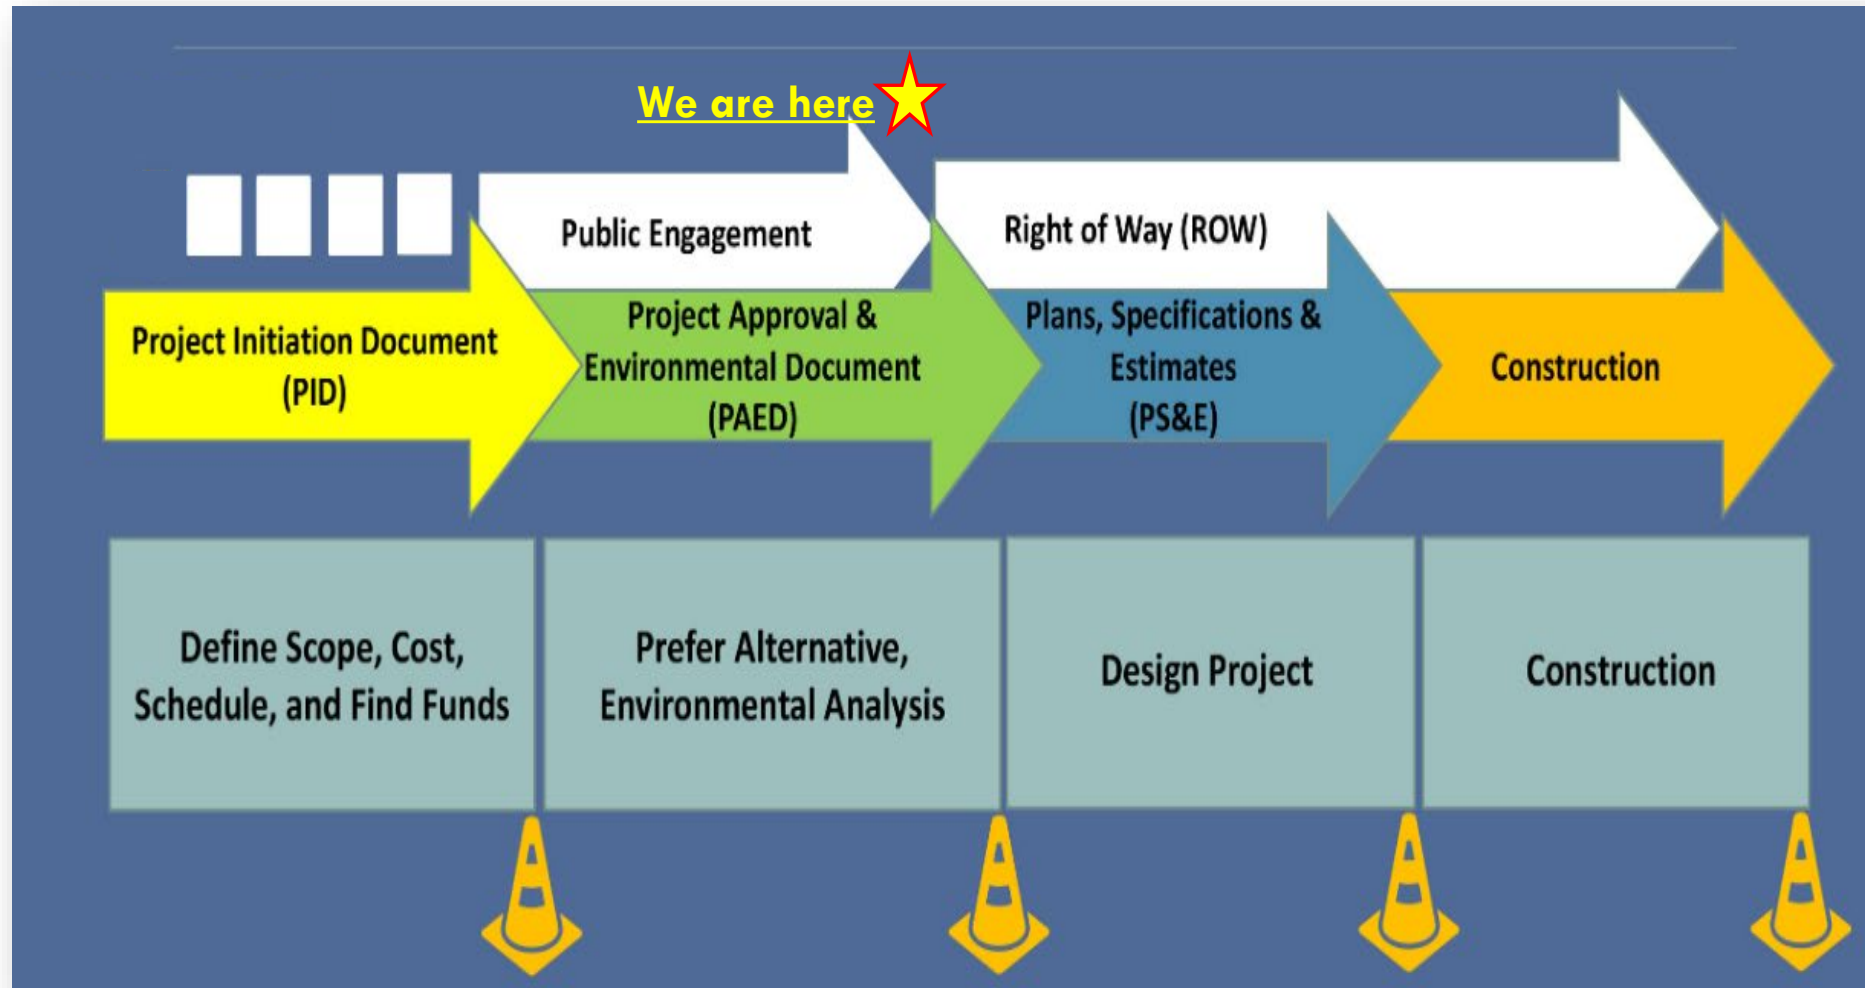 We are here
Public Engagement
Right of Way (ROW)
Project Initiation Document
(PID)
Project Approval &
Environmental Document
(PAED)
Plans, Specifications &
Estimates
(PS&E)
Construction
Define Scope, Cost,
Schedule, and Find Funds
Prefer Alternative,
Environmental Analysis
Design Project
Construction